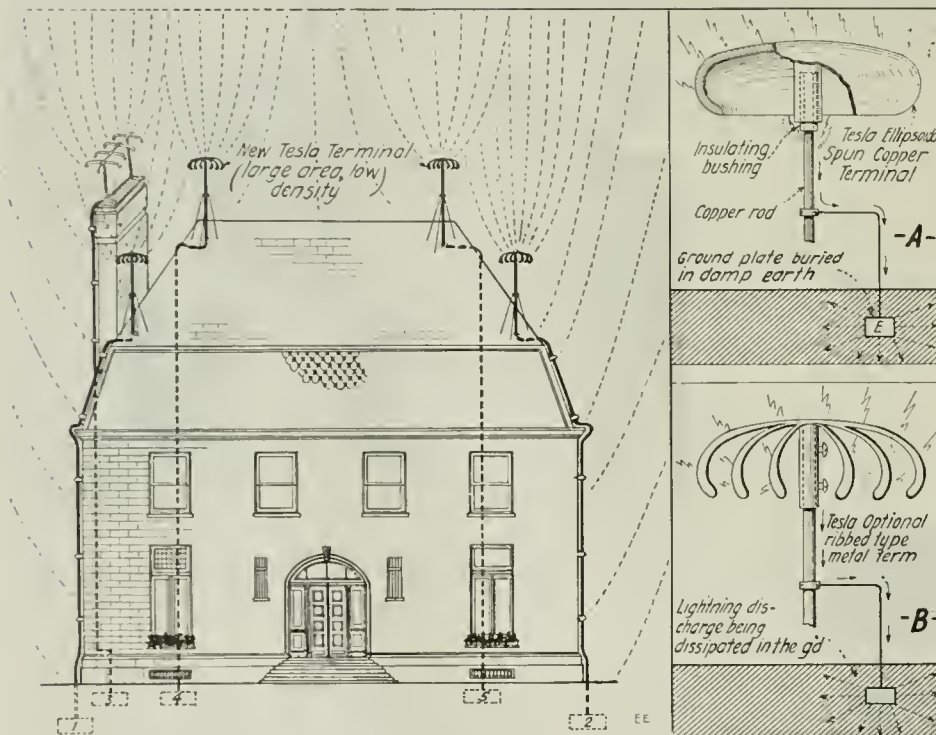 New Tesla Terminal
(large area, low)
density
1
3
4
5
2
EE
Insulating
bushing
Tesla Ellipsoid
Spun Copper
Terminal
Copper rod
-A-
Ground plate buried
in damp earth
E
Tesla Optional
ribbed type
metal term
Lightning dis-
charge being
dissipated in the g'd
-B-